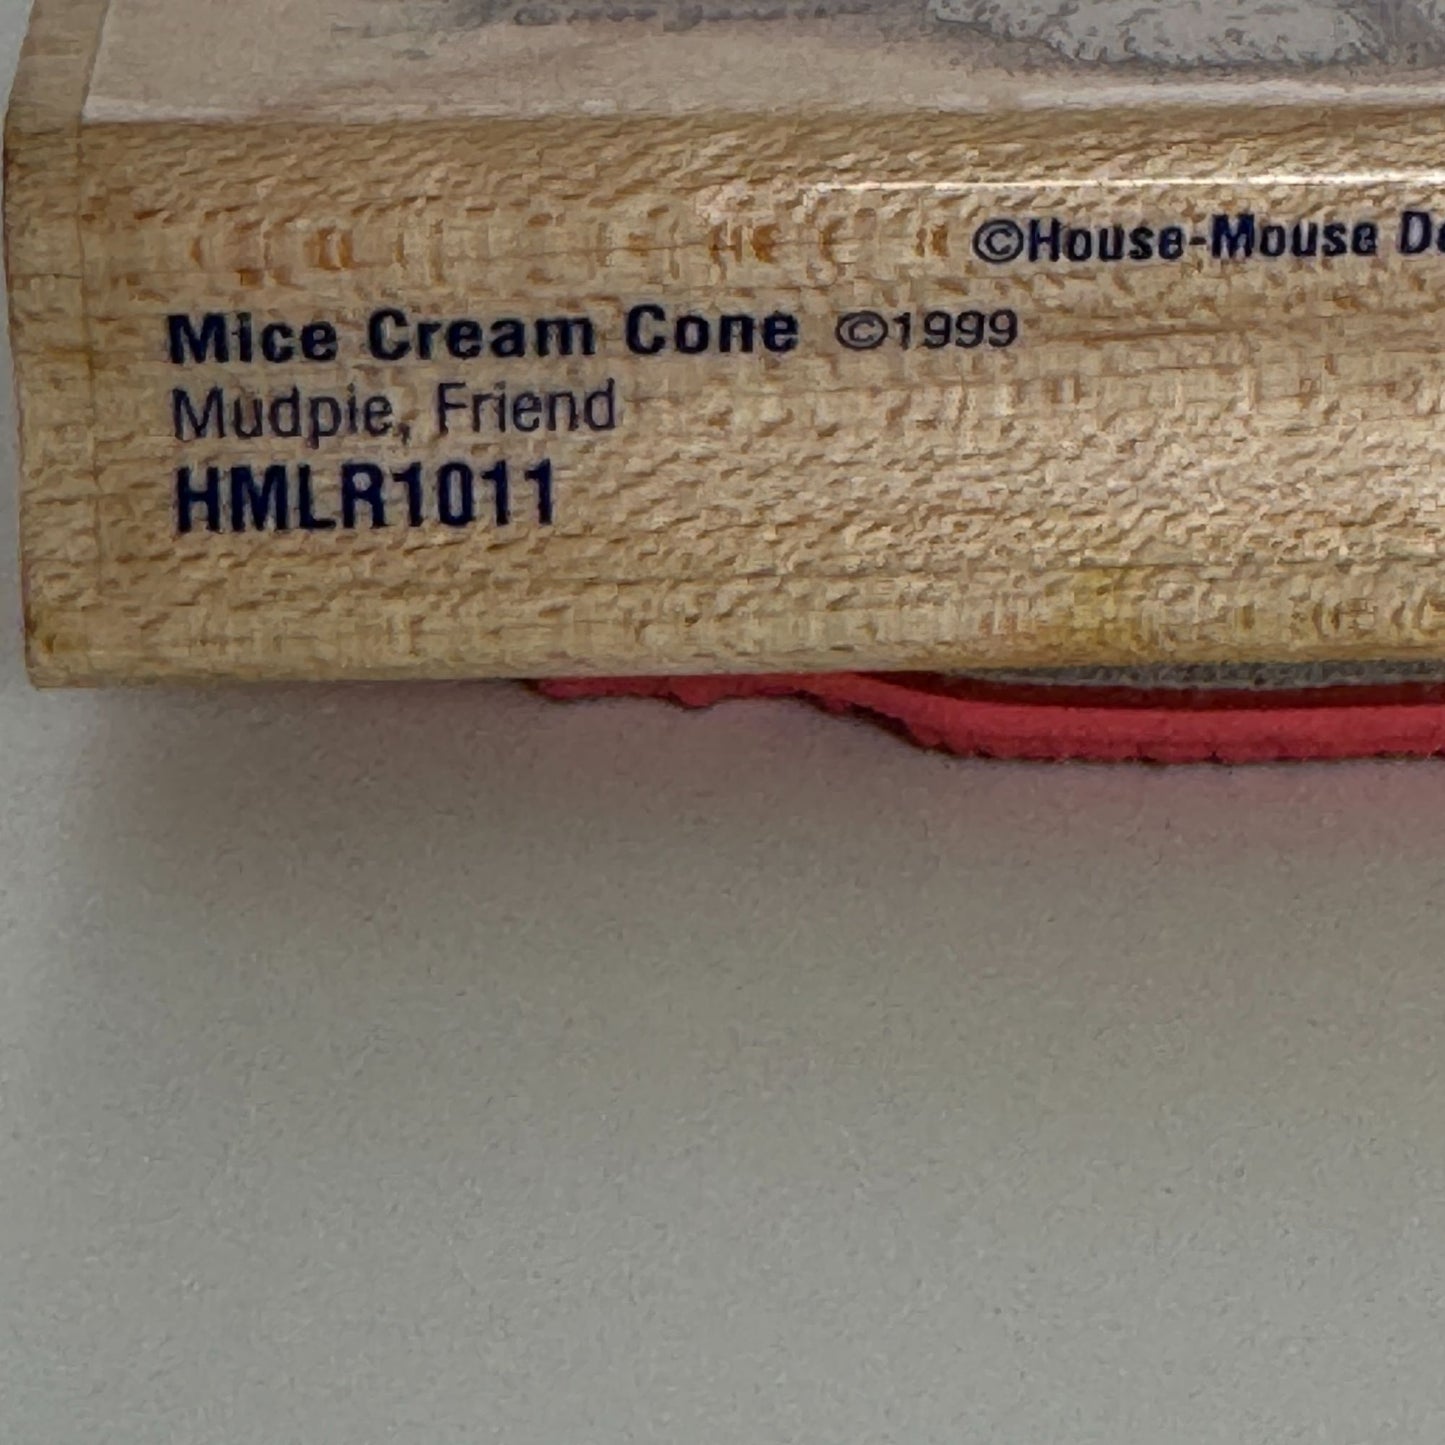 ©House-Mouse
Mice Cream Cone ©1999
Mudpie, Friend
HMLR1011